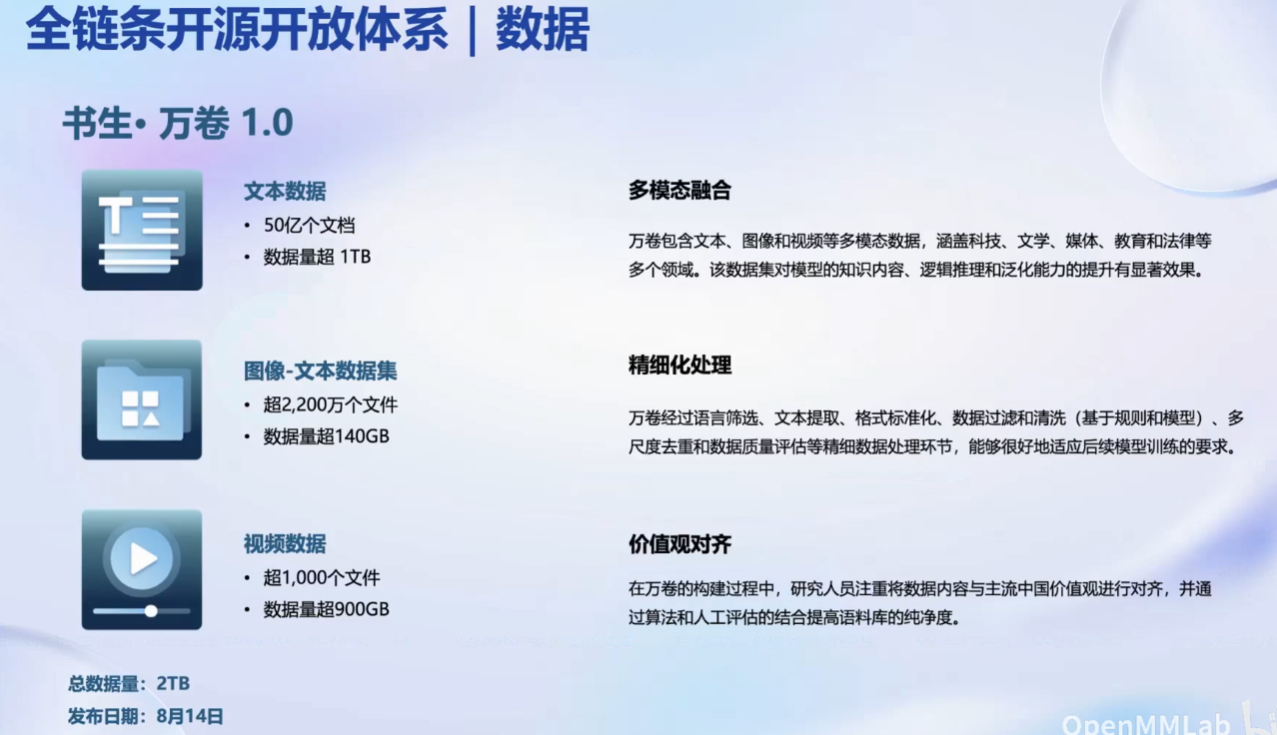 全链条开源开放体系｜数据
书生· 万卷 1.0
文本数据
• 50亿个文档
• 数据量超 1TB
多模态融合
万卷包含文本、图像和视频等多模态数据，涵盖科技、文学、媒体、教育和法律等
多个领域。该数据集对模型的知识内容、逻辑推理和泛化能力的提升有显著效果。
图像-文本数据集
• 超2,200万个文件
• 数据量超140GB
精细化处理
万卷经过语言筛选、文本提取、格式标准化、数据过滤和清洗（基于规则和模型）、多
尺度去重和数据质量评估等精细数据处理环节，能够很好地适应后续模型训练的要求。
视频数据
• 超1,000个文件
• 数据量超900GB
价值观对齐
在万卷的构建过程中，研究人员注重将数据内容与主流中国价值观进行对齐，并通
过算法和人工评估的结合提高语料库的纯净度。
总数据量：2TB
发布日期：8月14日
OpenMMLab